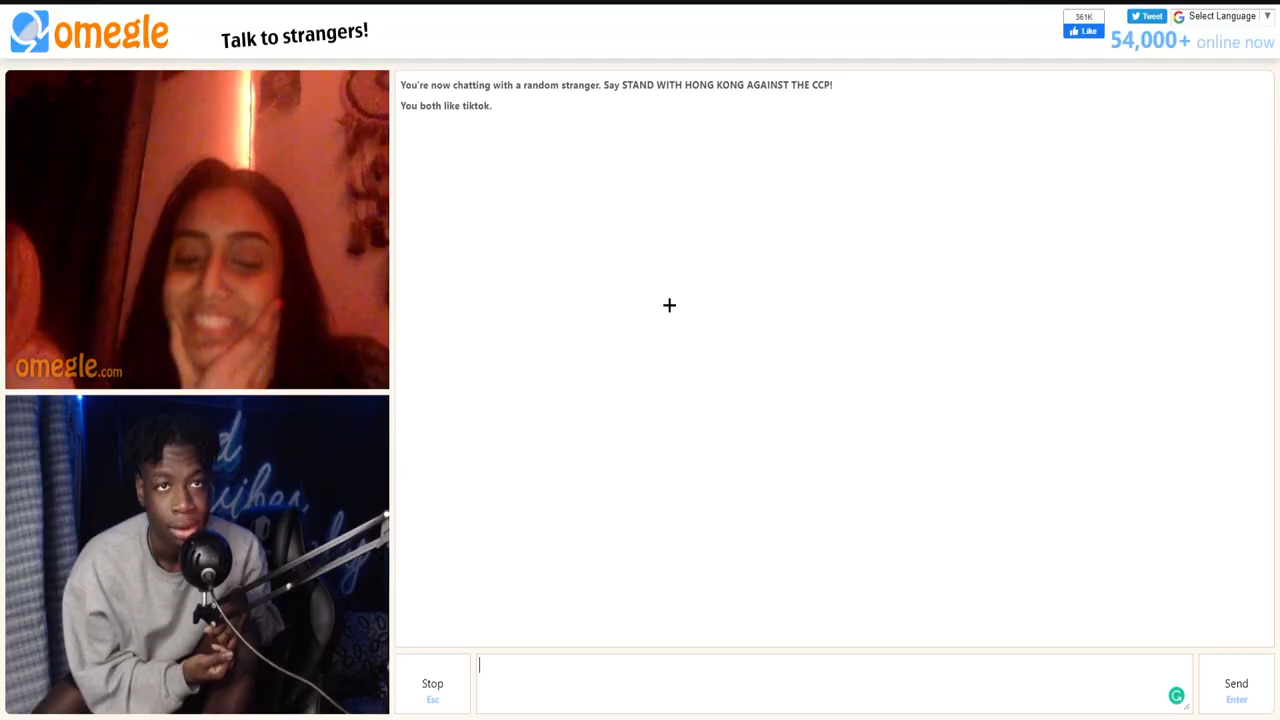 omegle
Talk to strangers!
361K
Like
Tweet
Select Language
54,000+ online now
You're now chatting with a random stranger. Say STAND WITH HONG KONG AGAINST THE CCP!
You both like tiktok.
omegle.com
Stop
Esc
Send
Enter